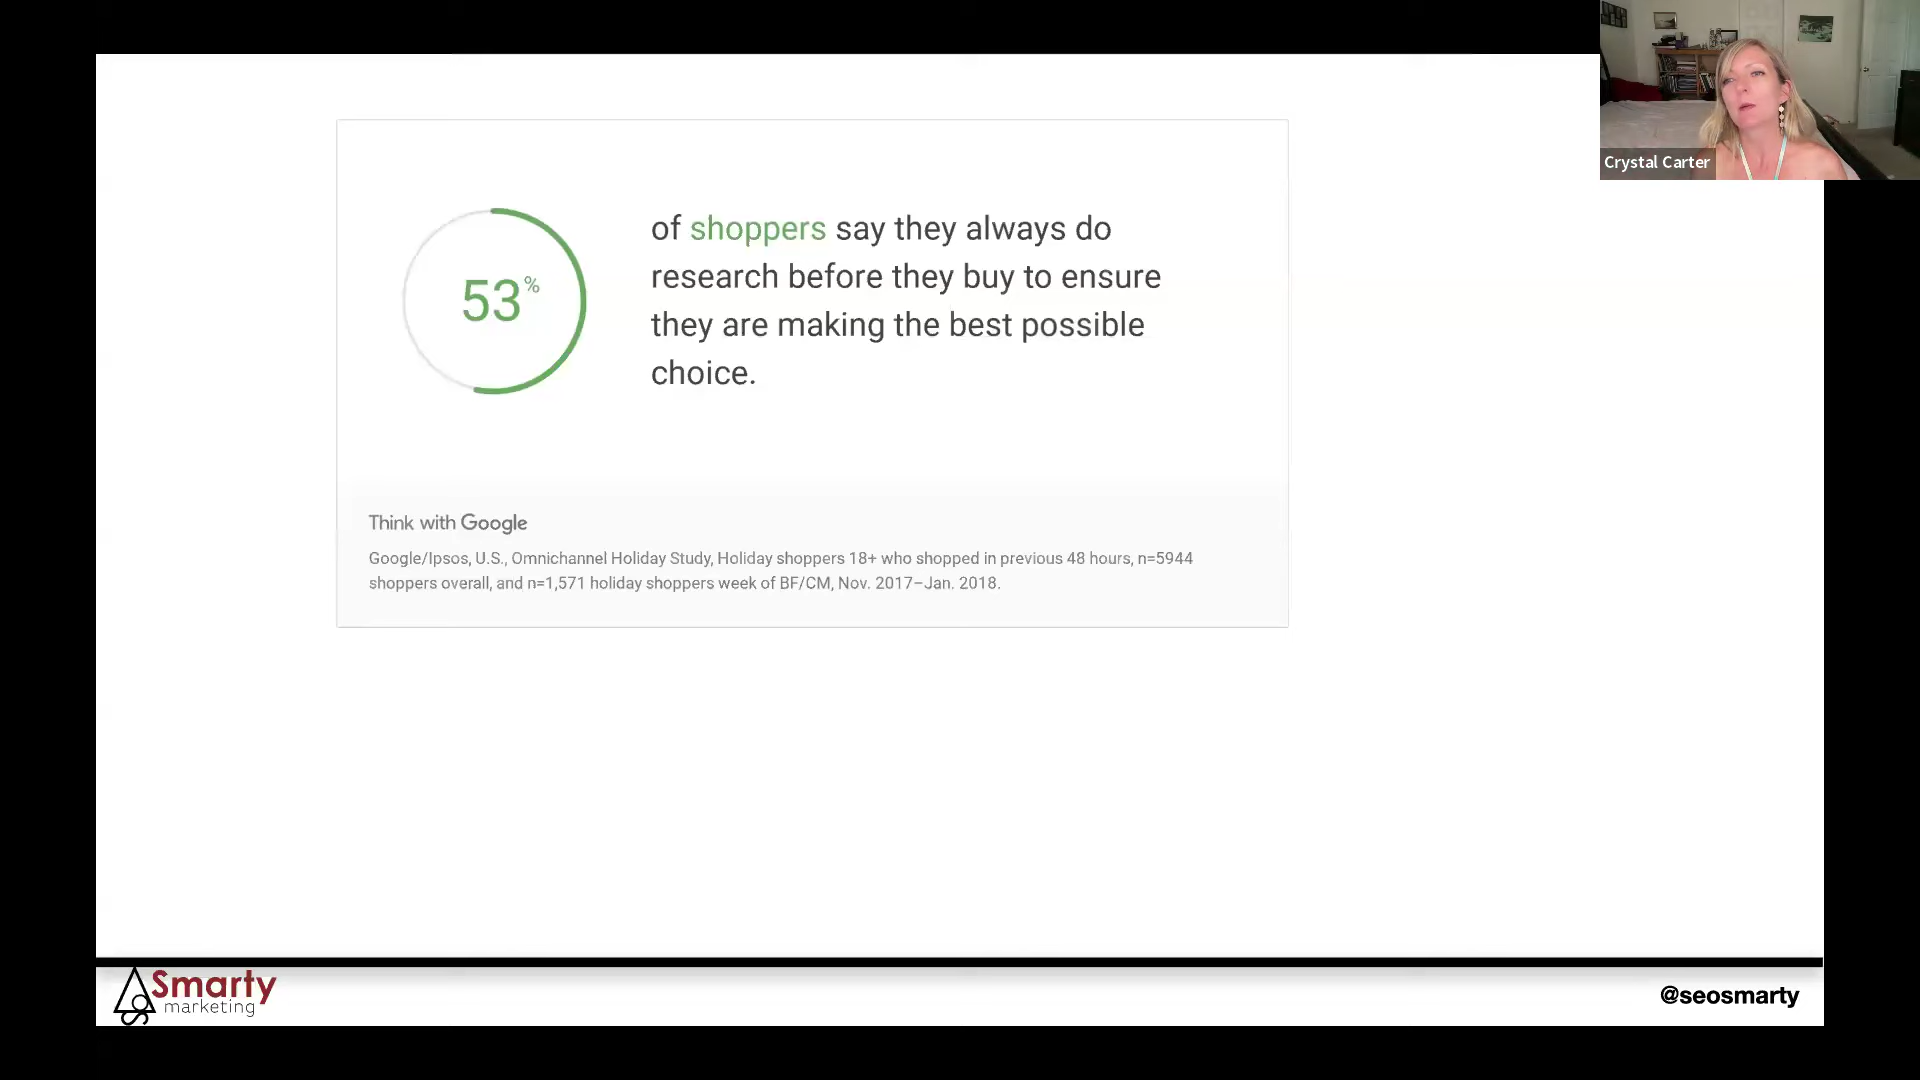 Crystal Carter
53%
of shoppers say they always do
research before they buy to ensure
they are making the best possible
choice.
Think with Google
Google/Ipsos, U.S., Omnichannel Holiday Study, Holiday shoppers 18+ who shopped in previous 48 hours, n=5944
shoppers overall, and n=1,571 holiday shoppers week of BF/CM, Nov. 2017–Jan. 2018.
Smarty
marketing
@seosmarty